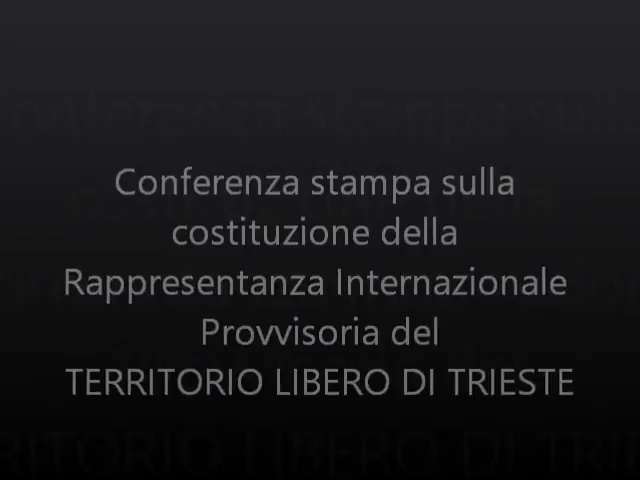 Conferenza stampa sulla
costituzione della
Rappresentanza Internazionale
Provvisoria del
TERRITORIO LIBERO DI TRIESTE